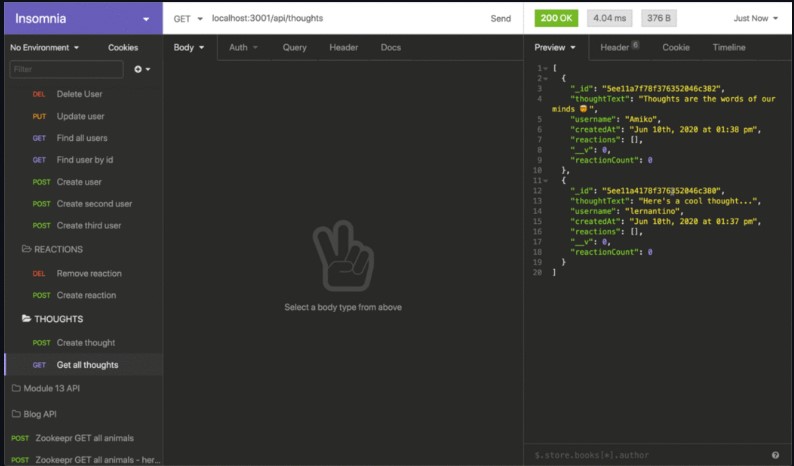 Insomnia
GET localhost:3001/api/thoughts Send
200 OK 4.04 ms 376 B Just Now
No Environment Cookies
Body Auth Query Header Docs
Preview Header 6 Cookie Timeline
Filter
DEL Delete User
PUT Update user
GET Find all users
GET Find user by id
POST Create user
POST Create second user
POST Create third user
REACTIONS
DEL Remove reaction
POST Create reaction
THOUGHTS
POST Create thought
GET Get all thoughts
Module 13 API
Blog API
POST Zookeepr GET all animals
POST Zookeepr GET all animals - her...
Select a body type from above
1 [
2 {
3 "_id": "5ee11a7f78f376352046c382",
4 "thoughtText": "Thoughts are the words of our
minds 🤯",
5 "username": "Amiko",
6 "createdAt": "Jun 10th, 2020 at 01:38 pm",
7 "reactions": [],
8 "__v": 0,
9 "reactionCount": 0
10 },
11 {
12 "_id": "5ee11a4178f376352046c380",
13 "thoughtText": "Here's a cool thought...",
14 "username": "lernantino",
15 "createdAt": "Jun 10th, 2020 at 01:37 pm",
16 "reactions": [],
17 "__v": 0,
18 "reactionCount": 0
19 }
20 ]
$.store.books[*].author